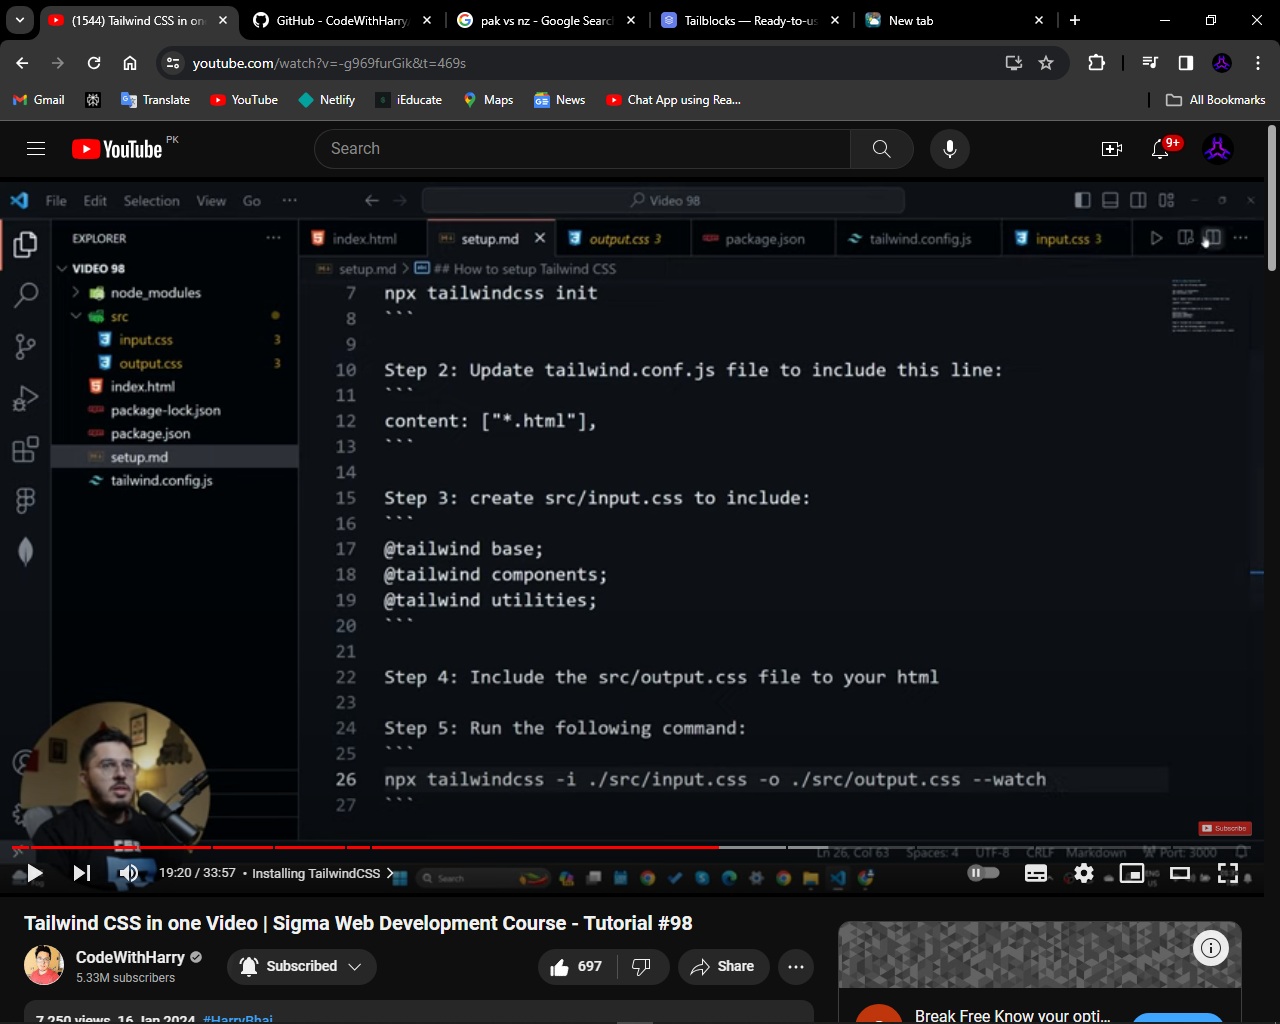 (1544) Tailwind CSS in on
GitHub - CodeWithHarry
pak vs nz - Google Searc
Tailblocks — Ready-to-us
New tab
youtube.com/watch?v=-g969furGik&t=469s
Gmail
Translate
YouTube
Netlify
iEducate
Maps
News
Chat App using Rea...
All Bookmarks
YouTube PK
Search
9+
File Edit Selection View Go ...
Video 98
EXPLORER
index.html
setup.md
output.css 3
package.json
tailwind.config.js
input.css 3
setup.md > ## How to setup Tailwind CSS
VIDEO 98
node_modules
src
input.css 3
output.css 3
index.html
package-lock.json
package.json
setup.md
tailwind.config.js
7 npx tailwindcss init
8 ```
9
10 Step 2: Update tailwind.conf.js file to include this line:
11 ```
12 content: ["*.html"],
13 ```
14
15 Step 3: create src/input.css to include:
16 ```
17 @tailwind base;
18 @tailwind components;
19 @tailwind utilities;
20 ```
21
22 Step 4: Include the src/output.css file to your html
23
24 Step 5: Run the following command:
25 ```
26 npx tailwindcss -i ./src/input.css -o ./src/output.css --watch
27 ```
Subscribe
Ln 26, Col 63 Spaces: 4 UTF-8 CRLF Markdown Port: 3000
19:20 / 33:57 • Installing TailwindCSS
Search
ENG
US
Tailwind CSS in one Video | Sigma Web Development Course - Tutorial #98
CodeWithHarry
5.33M subscribers
Subscribed
697
Share
7,250 views 16 Jan 2024 #HarryBhai
Break Free Know your opti...